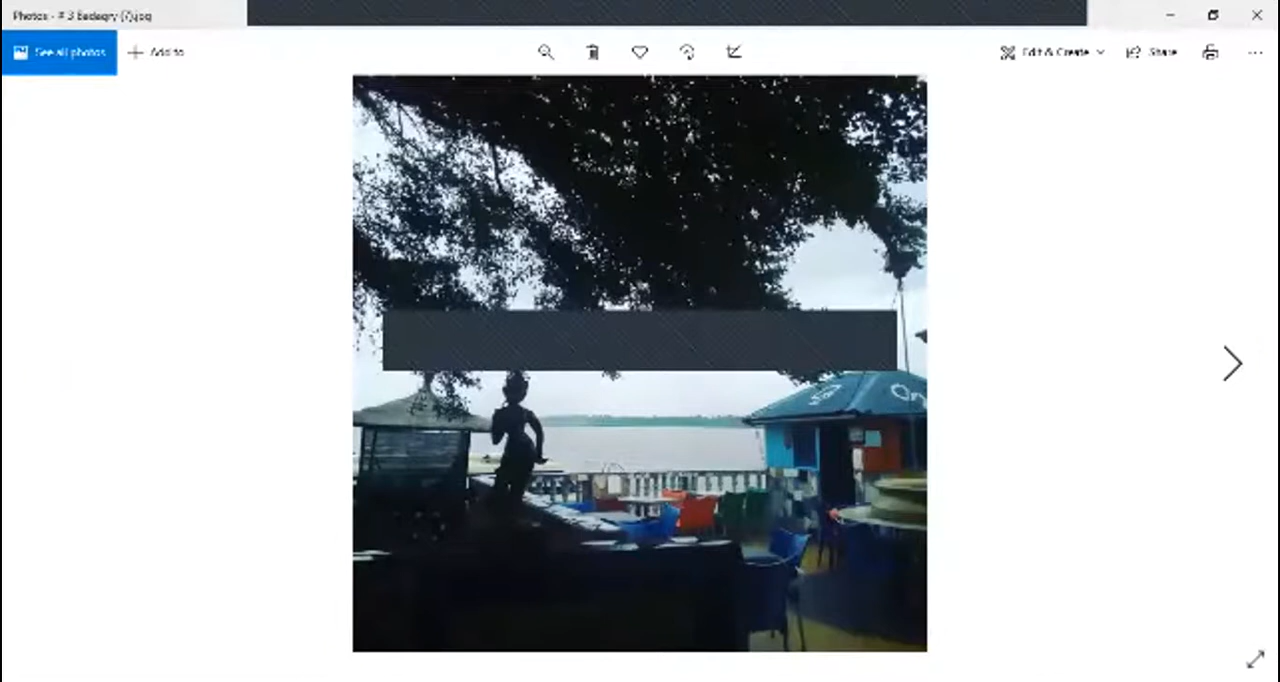 Photos - # 3 Badagry (7).jpg
See all photos
Add to
Edit & Create
Share